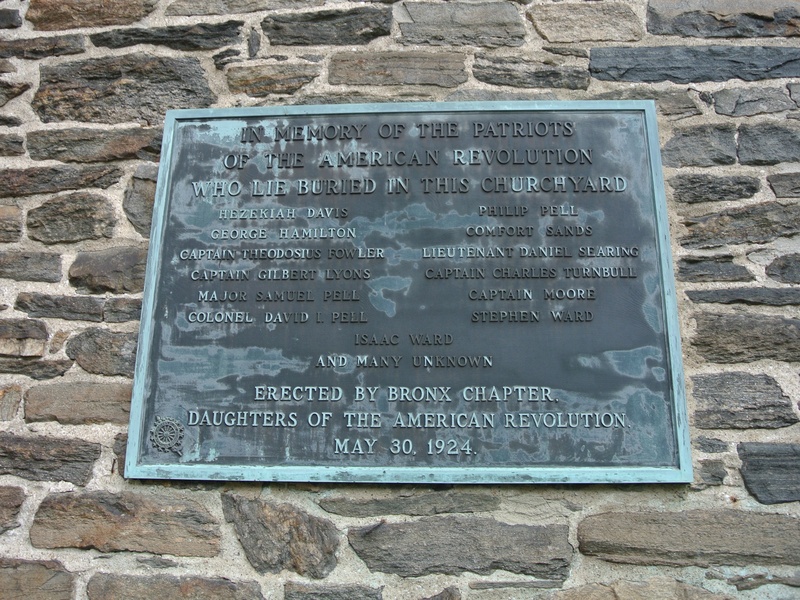 IN MEMORY OF THE PATRIOTS
OF THE AMERICAN REVOLUTION
WHO LIE BURIED IN THIS CHURCHYARD
HEZEKIAH DAVIS PHILIP PELL
GEORGE HAMILTON COMFORT SANDS
CAPTAIN THEODOSIUS FOWLER LIEUTENANT DANIEL SEARING
CAPTAIN GILBERT LYONS CAPTAIN CHARLES TURNBULL
MAJOR SAMUEL PELL CAPTAIN MOORE
COLONEL DAVID I. PELL STEPHEN WARD
ISAAC WARD
AND MANY UNKNOWN
ERECTED BY BRONX CHAPTER,
DAUGHTERS OF THE AMERICAN REVOLUTION,
MAY 30, 1924.